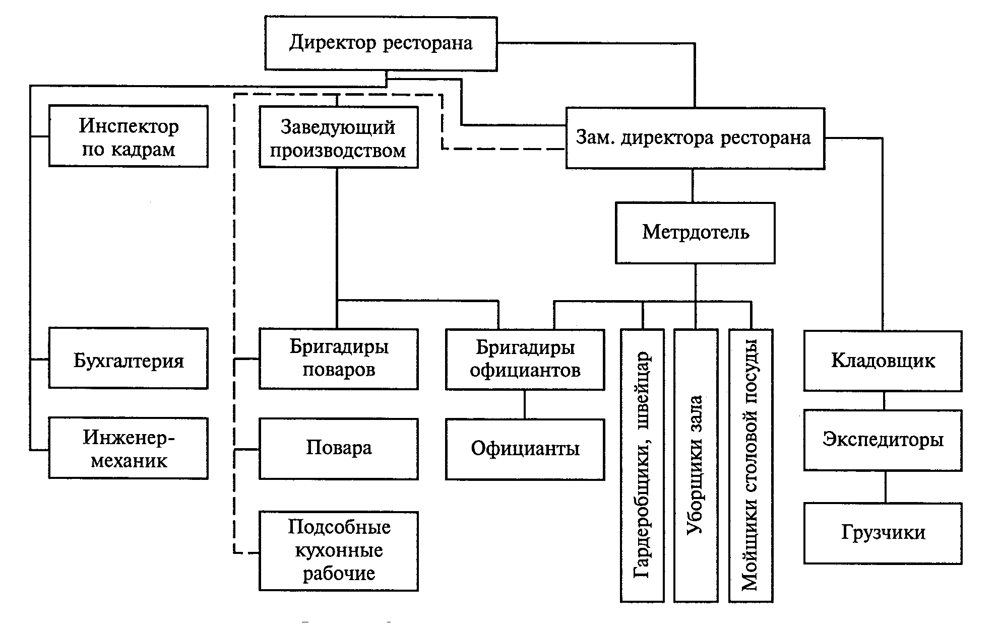 Директор ресторана
Инспектор
по кадрам
Заведующий
производством
Зам. директора ресторана
Метрдотель
Бухгалтерия
Бригадиры
поваров
Бригадиры
официантов
Гардеробщики, швейцар
Уборщики зала
Мойщики столовой посуды
Кладовщик
Инженер-
механик
Повара
Официанты
Экспедиторы
Подсобные
кухонные
рабочие
Грузчики